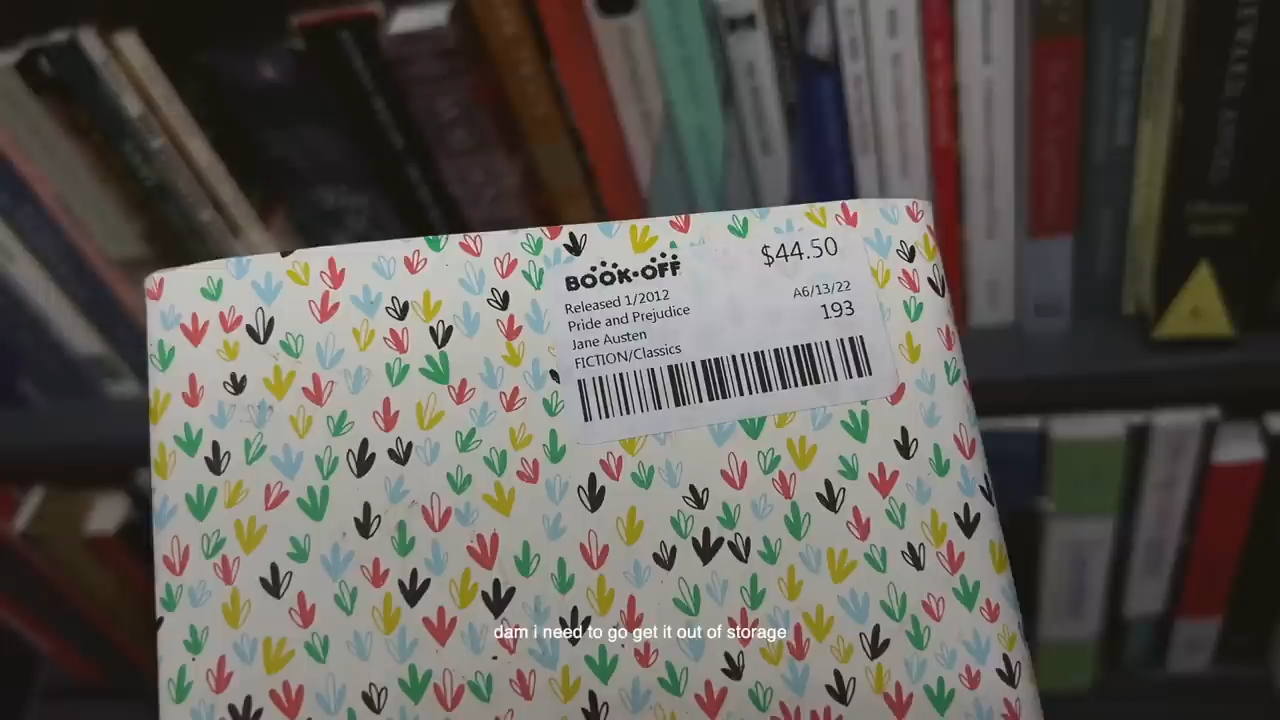 BOOK-OFF
$44.50
Released 1/2012
A6/13/22
Pride and Prejudice
193
Jane Austen
FICTION/Classics
dam i need to go get it out of storage